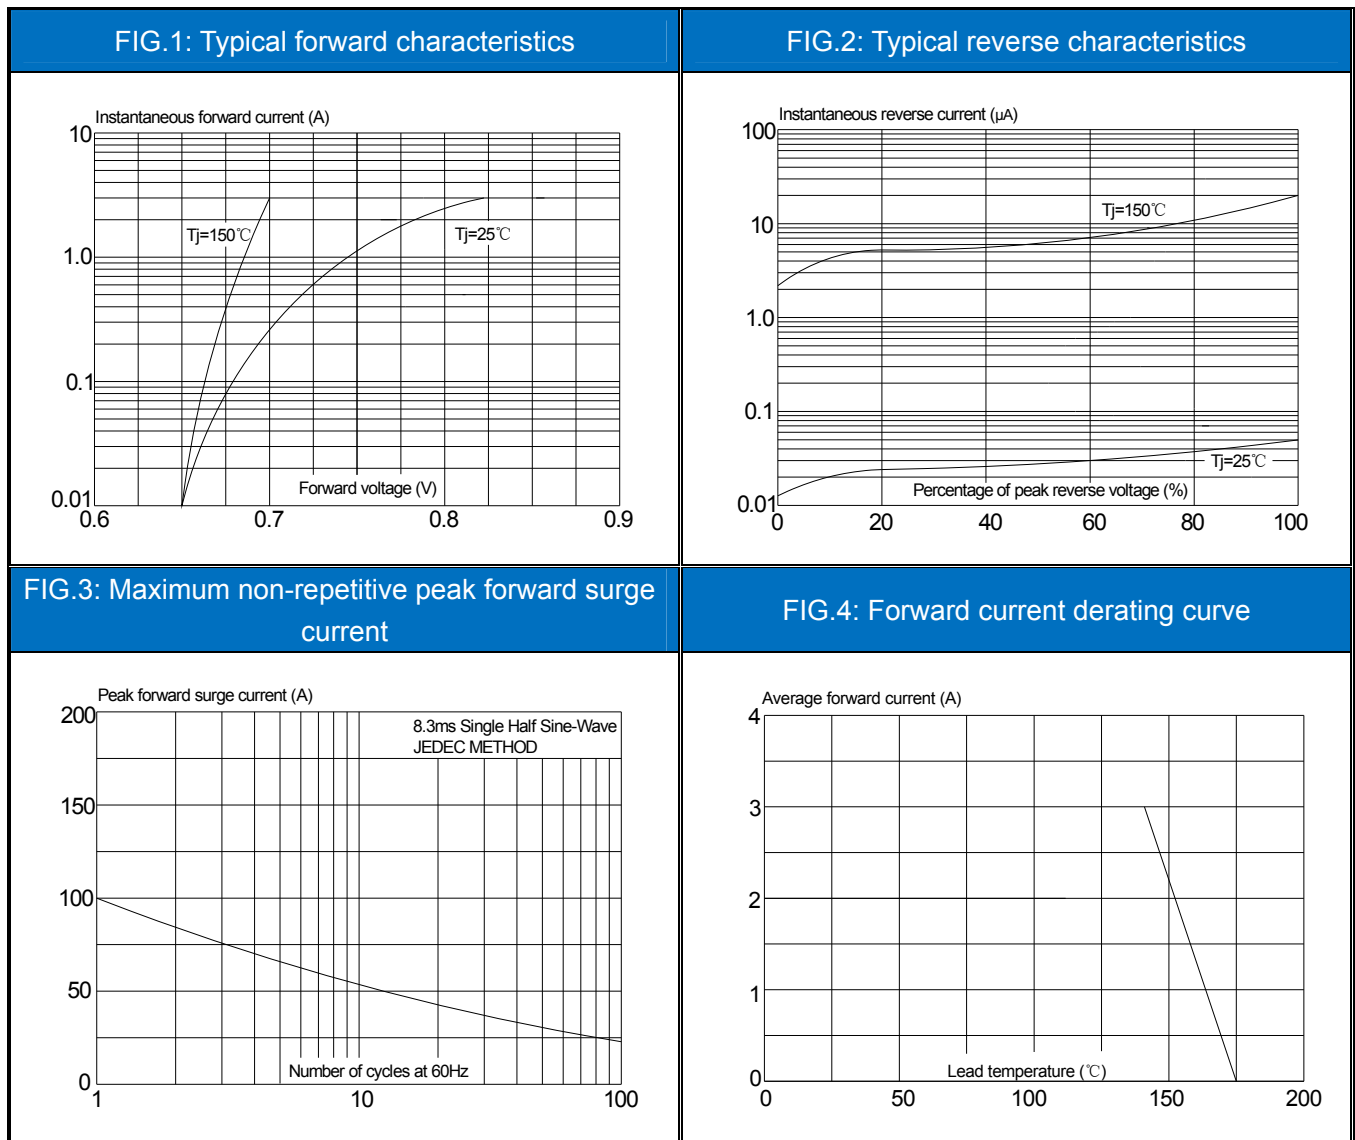 FIG.1: Typical forward characteristics
Instantaneous forward current (A)
10
1.0
0.1
0.01
Tj=150℃
Tj=25℃
Forward voltage (V)
0.6 0.7 0.8 0.9
FIG.2: Typical reverse characteristics
Instantaneous reverse current (μA)
100
10
1.0
0.1
0.01
Tj=150℃
Tj=25℃
Percentage of peak reverse voltage (%)
0 20 40 60 80 100
FIG.3: Maximum non-repetitive peak forward surge
current
Peak forward surge current (A)
200
150
100
50
0
8.3ms Single Half Sine-Wave
JEDEC METHOD
Number of cycles at 60Hz
1 10 100
FIG.4: Forward current derating curve
Average forward current (A)
4
3
2
1
0
Lead temperature (℃)
0 50 100 150 200